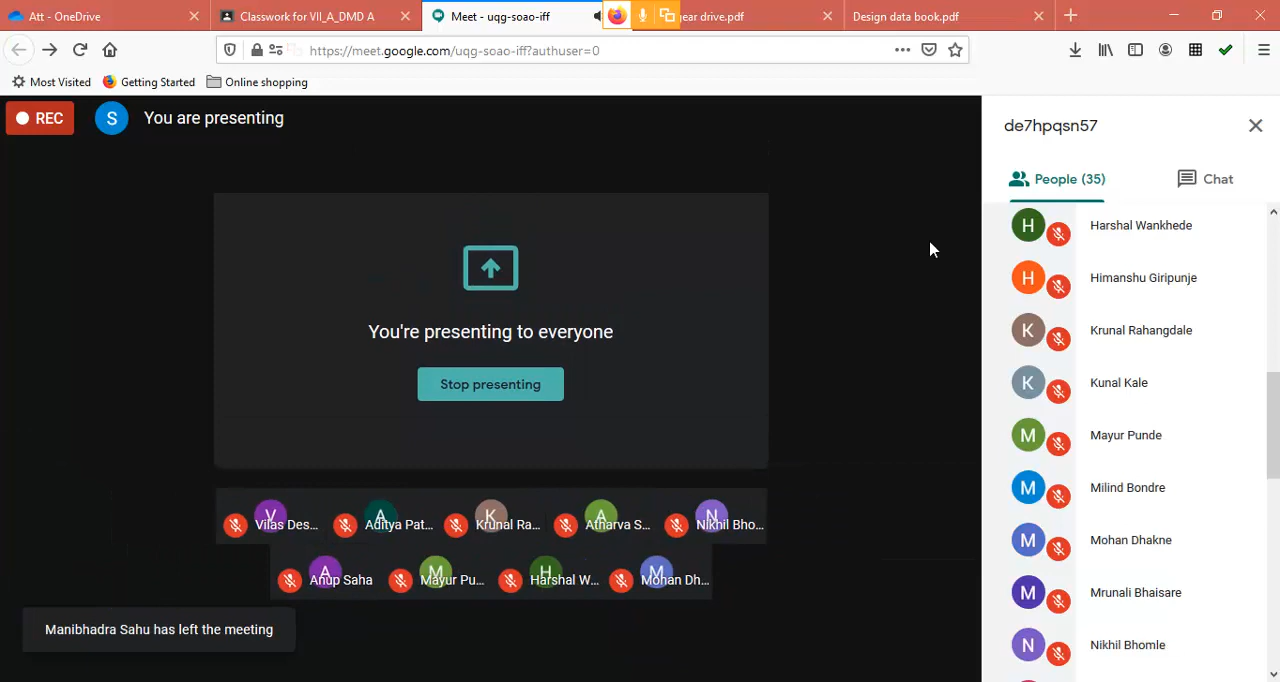 Att - OneDrive
Classwork for VII_A_DMD A
Meet - uqg-soao-iff
gear drive.pdf
Design data book.pdf
https://meet.google.com/uqg-soao-iff?authuser=0
Most Visited
Getting Started
Online shopping
REC
S
You are presenting
You're presenting to everyone
Stop presenting
V Vilas Des...
A Aditya Pat...
K Krunal Ra...
A Atharva S...
N Nikhil Bho...
A Anup Saha
M Mayur Pu...
H Harshal W...
M Mohan Dh...
Manibhadra Sahu has left the meeting
de7hpqsn57
People (35)
Chat
H Harshal Wankhede
H Himanshu Giripunje
K Krunal Rahangdale
K Kunal Kale
M Mayur Punde
M Milind Bondre
M Mohan Dhakne
M Mrunali Bhaisare
N Nikhil Bhomle